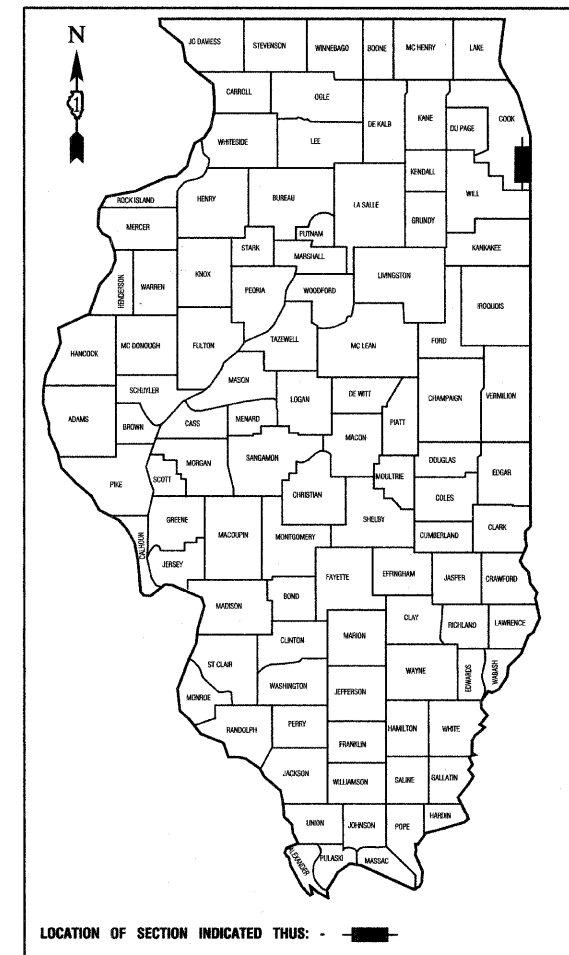 N
1
JO DAVIESS STEVENSON WINNEBAGO BOONE MC HENRY LAKE
CARROLL OGLE DE KALB KANE DU PAGE COOK
WHITESIDE LEE KENDALL WILL
ROCK ISLAND HENRY BUREAU LA SALLE GRUNDY
MERCER PUTNAM KANKAKEE
STARK MARSHALL
HENDERSON WARREN KNOX PEORIA WOODFORD LIVINGSTON IROQUOIS
HANCOCK MC DONOUGH FULTON TAZEWELL MC LEAN FORD
MASON
SCHUYLER LOGAN DE WITT CHAMPAIGN VERMILION
ADAMS BROWN CASS MENARD PIATT
MACON
MORGAN SANGAMON DOUGLAS EDGAR
PIKE SCOTT CHRISTIAN MOULTRIE COLES
GREENE MACOUPIN MONTGOMERY SHELBY CUMBERLAND CLARK
CALHOUN JERSEY FAYETTE EFFINGHAM JASPER CRAWFORD
MADISON BOND CLAY RICHLAND LAWRENCE
CLINTON MARION
ST CLAIR WAYNE EDWARDS WABASH
MONROE WASHINGTON JEFFERSON
RANDOLPH PERRY HAMILTON WHITE
FRANKLIN
JACKSON WILLIAMSON SALINE GALLATIN
UNION JOHNSON POPE HARDIN
ALEXANDER PULASKI MASSAC
LOCATION OF SECTION INDICATED THUS: -